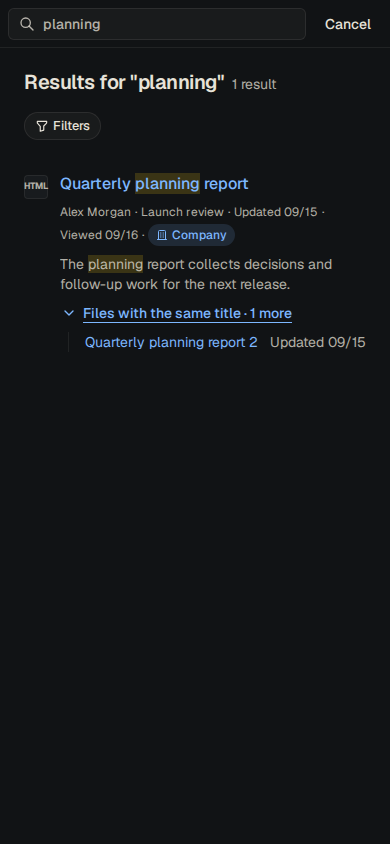 planning
Cancel
Results for "planning" 1 result
Filters
HTML
Quarterly planning report
Alex Morgan · Launch review · Updated 09/15 ·
Viewed 09/16 · Company
The planning report collects decisions and
follow-up work for the next release.
Files with the same title · 1 more
Quarterly planning report 2 Updated 09/15